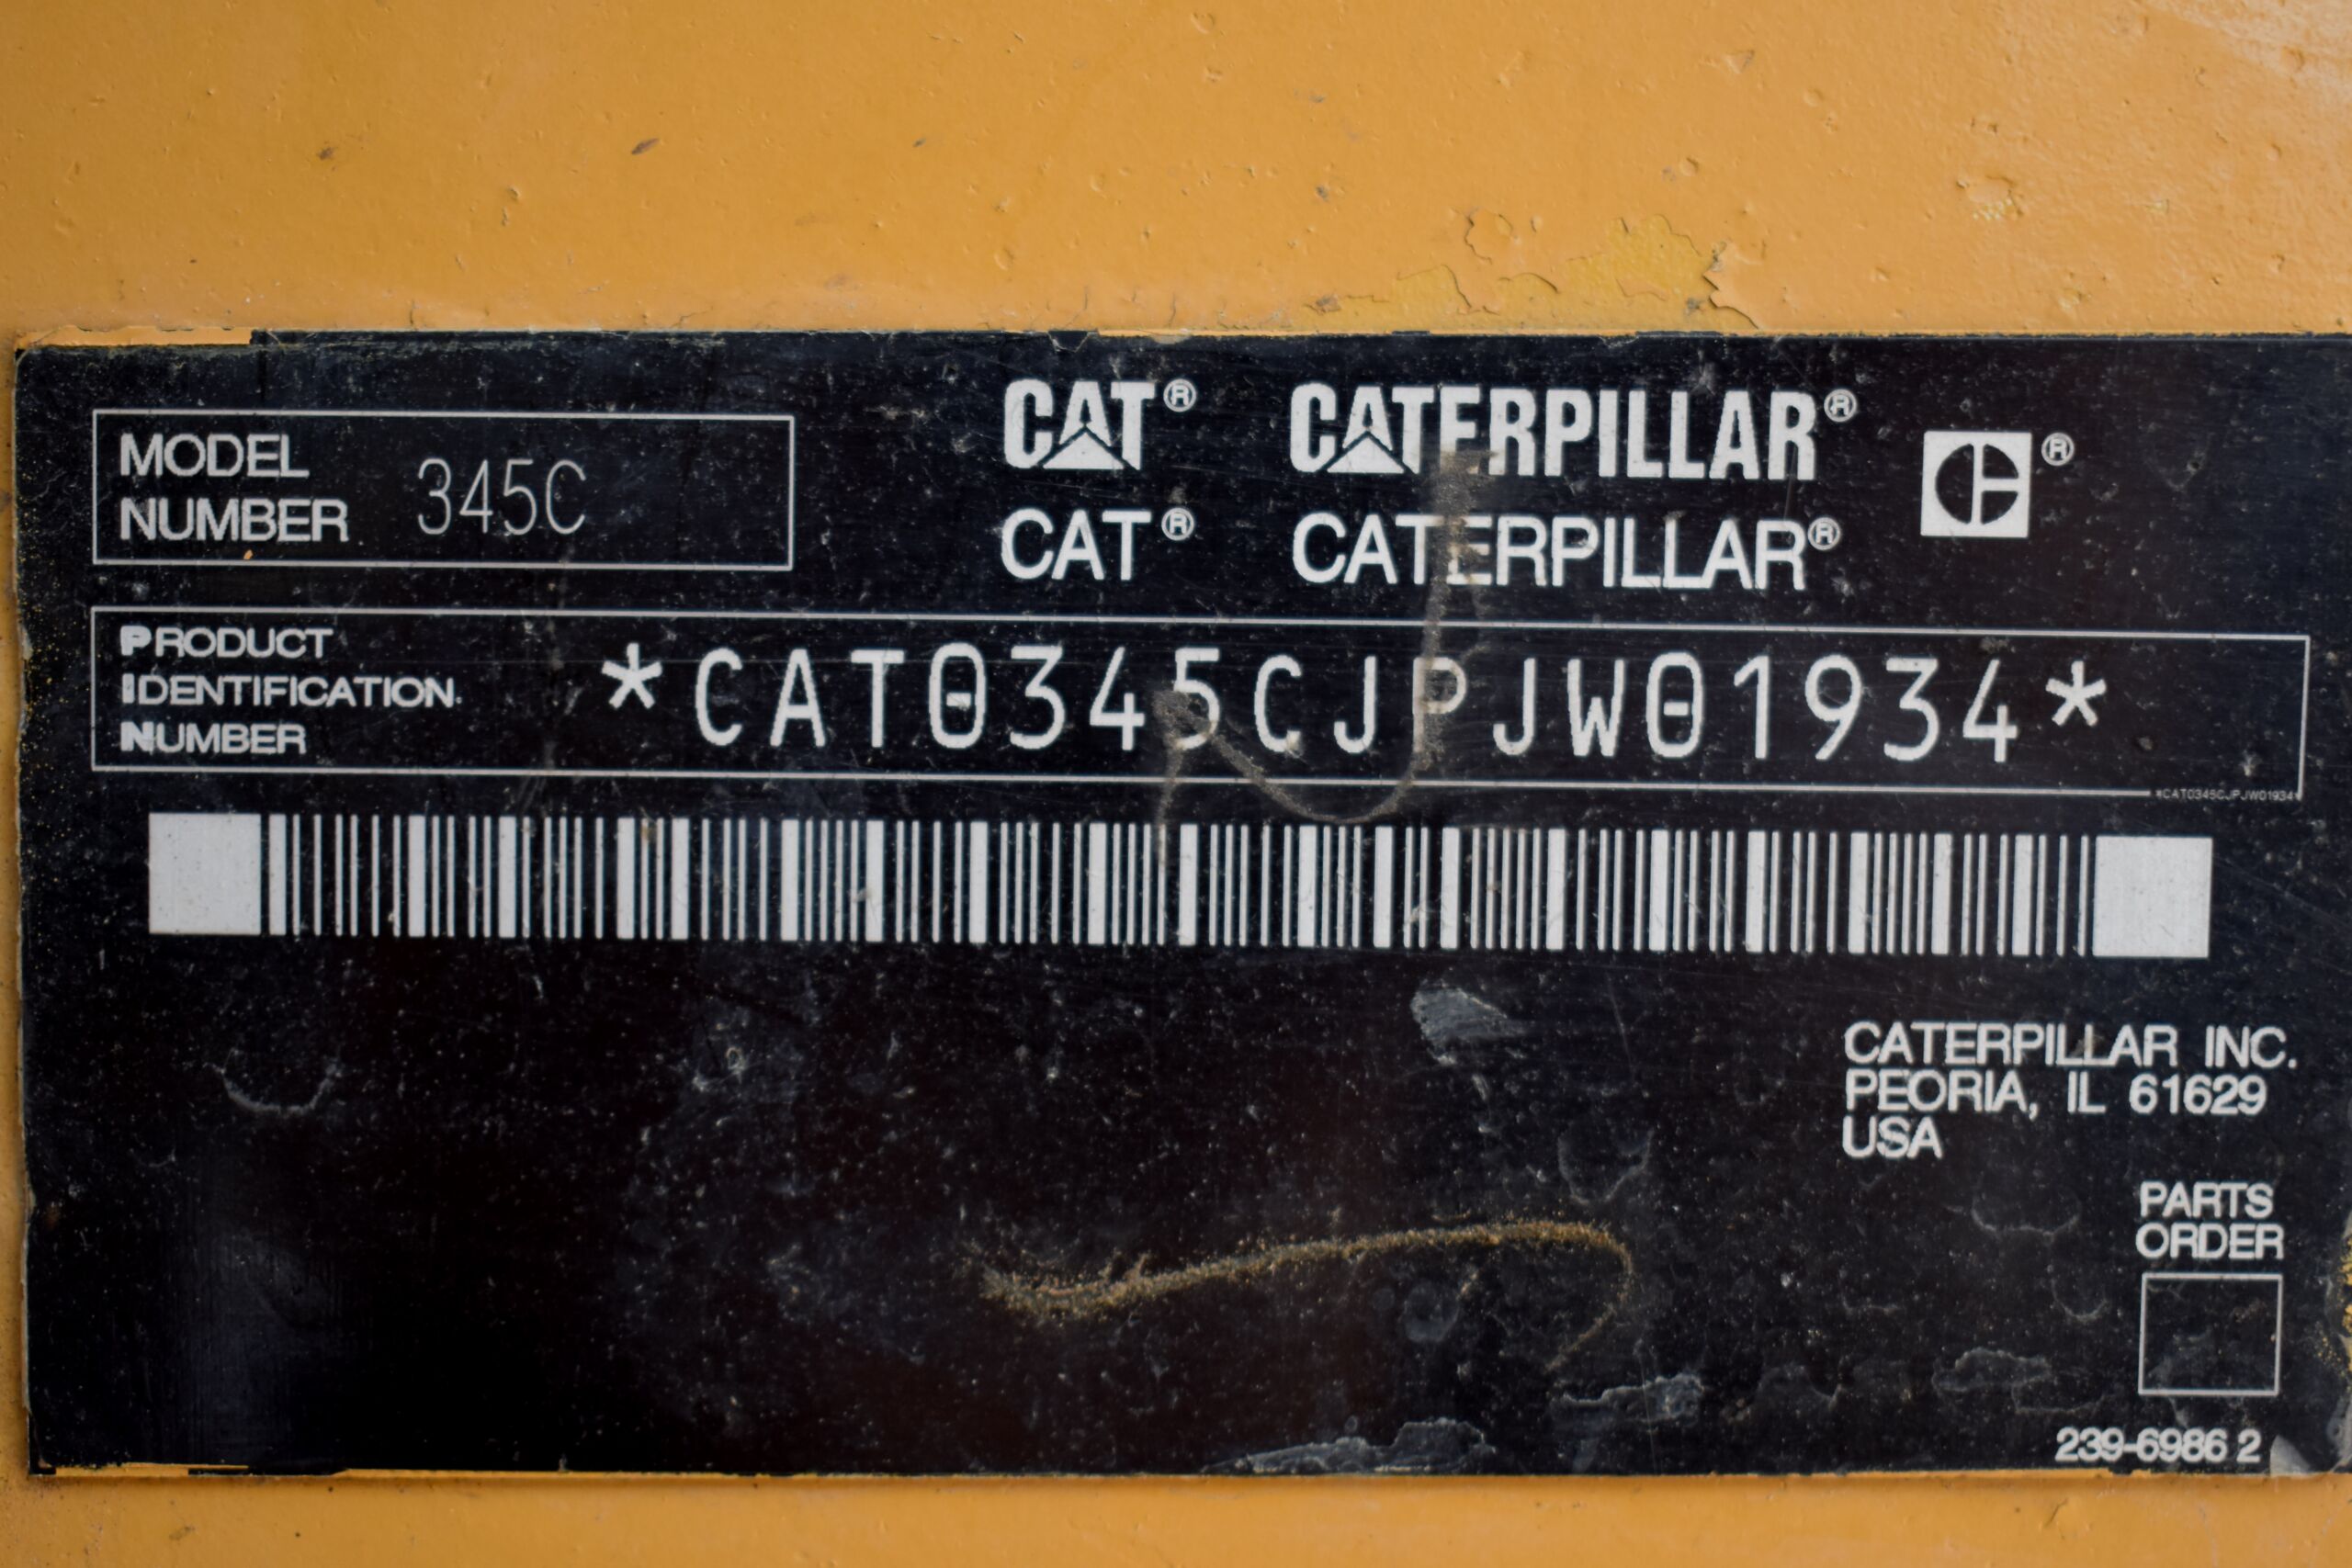 MODEL
NUMBER 345C
CAT® CATERPILLAR® ®
CAT® CATERPILLAR®
PRODUCT
IDENTIFICATION
NUMBER
*CAT0345CJPJW01934*
*CAT0345CJPJW01934*
CATERPILLAR INC.
PEORIA, IL 61629
USA
PARTS
ORDER
239-6986 2